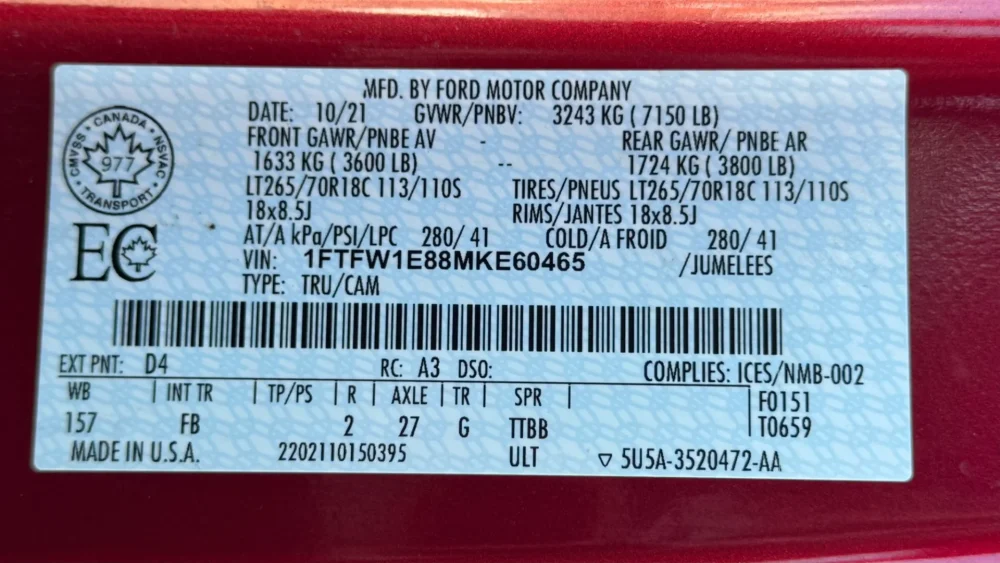 MFD. BY FORD MOTOR COMPANY
DATE: 10/21 GVWR/PNBV: 3243 KG ( 7150 LB)
FRONT GAWR/PNBE AV - REAR GAWR/ PNBE AR
1633 KG ( 3600 LB) -- 1724 KG ( 3800 LB)
LT265/70R18C 113/110S TIRES/PNEUS LT265/70R18C 113/110S
18x8.5J RIMS/JANTES 18x8.5J
AT/A kPa/PSI/LPC 280/ 41 COLD/A FROID 280/ 41
VIN: 1FTFW1E88MKE60465 /JUMELEES
TYPE: TRU/CAM
CANADA
CMVSS NSVAC
977
TRANSPORT
EC
EXT PNT: D4 RC: A3 DSO: COMPLIES: ICES/NMB-002
WB | INT TR | TP/PS | R | AXLE | TR | SPR | F0151
157 FB 2 27 G TTBB T0659
MADE IN U.S.A. 2202110150395 ULT ▽ 5U5A-3520472-AA